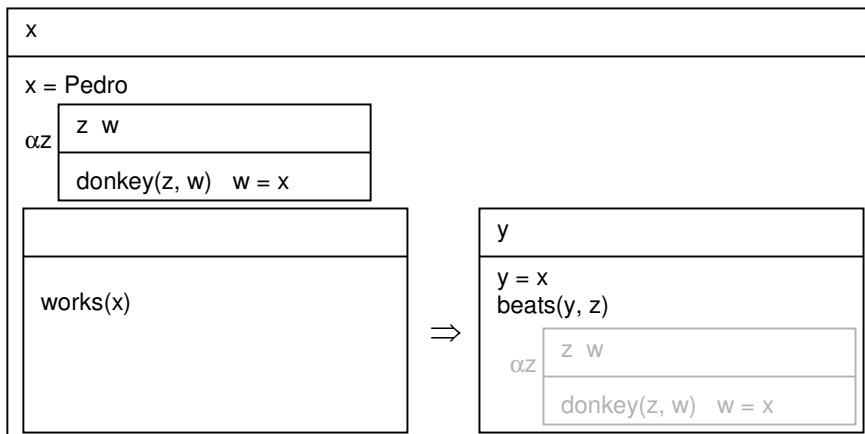 x
x = Pedro
αz
z w
donkey(z, w) w = x
works(x)
⇒
y
y = x
beats(y, z)
αz
z w
donkey(z, w) w = x